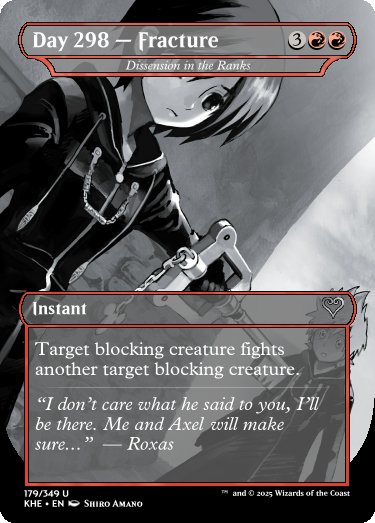 Day 298 — Fracture 3
Dissension in the Ranks
Instant
Target blocking creature fights
another target blocking creature.
“I don’t care what he said to you, I’ll
be there. Me and Axel will make
sure…” — Roxas
179/349 U
KHE • EN Shiro Amano
™ and © 2025 Wizards of the Coast